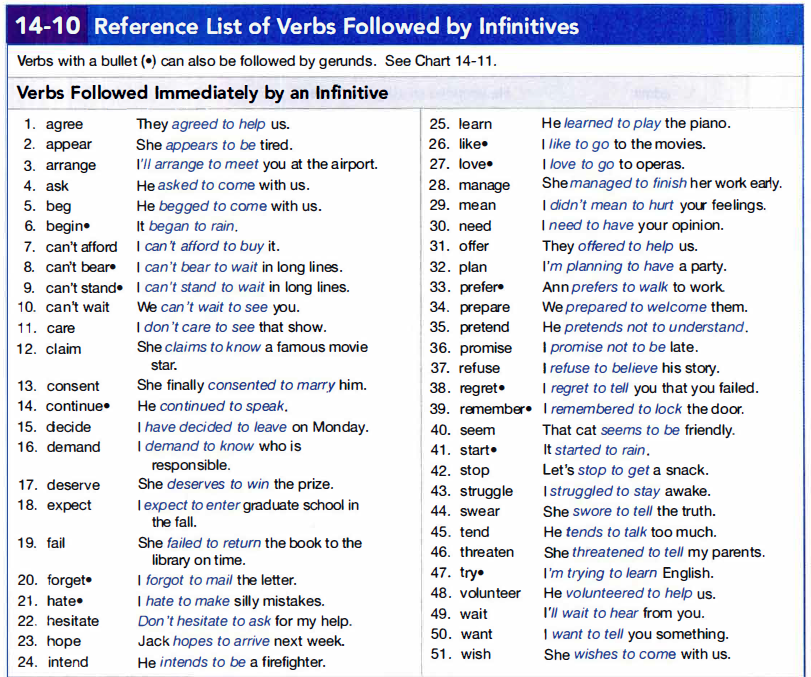 14-10 Reference List of Verbs Followed by Infinitives
Verbs with a bullet (•) can also be followed by gerunds. See Chart 14-11.
Verbs Followed Immediately by an Infinitive
1. agree They agreed to help us.
2. appear She appears to be tired.
3. arrange I'll arrange to meet you at the airport.
4. ask He asked to come with us.
5. beg He begged to come with us.
6. begin• It began to rain.
7. can't afford I can't afford to buy it.
8. can't bear• I can't bear to wait in long lines.
9. can't stand• I can't stand to wait in long lines.
10. can't wait We can't wait to see you.
11. care I don't care to see that show.
12. claim She claims to know a famous movie
star.
13. consent She finally consented to marry him.
14. continue• He continued to speak.
15. decide I have decided to leave on Monday.
16. demand I demand to know who is
responsible.
17. deserve She deserves to win the prize.
18. expect I expect to enter graduate school in
the fall.
19. fail She failed to return the book to the
library on time.
20. forget• I forgot to mail the letter.
21. hate• I hate to make silly mistakes.
22. hesitate Don't hesitate to ask for my help.
23. hope Jack hopes to arrive next week.
24. intend He intends to be a firefighter.
25. learn He learned to play the piano.
26. like• I like to go to the movies.
27. love• I love to go to operas.
28. manage She managed to finish her work early.
29. mean I didn't mean to hurt your feelings.
30. need I need to have your opinion.
31. offer They offered to help us.
32. plan I'm planning to have a party.
33. prefer• Ann prefers to walk to work.
34. prepare We prepared to welcome them.
35. pretend He pretends not to understand.
36. promise I promise not to be late.
37. refuse I refuse to believe his story.
38. regret• I regret to tell you that you failed.
39. remember• I remembered to lock the door.
40. seem That cat seems to be friendly.
41. start• It started to rain.
42. stop Let's stop to get a snack.
43. struggle I struggled to stay awake.
44. swear She swore to tell the truth.
45. tend He tends to talk too much.
46. threaten She threatened to tell my parents.
47. try• I'm trying to learn English.
48. volunteer He volunteered to help us.
49. wait I'll wait to hear from you.
50. want I want to tell you something.
51. wish She wishes to come with us.